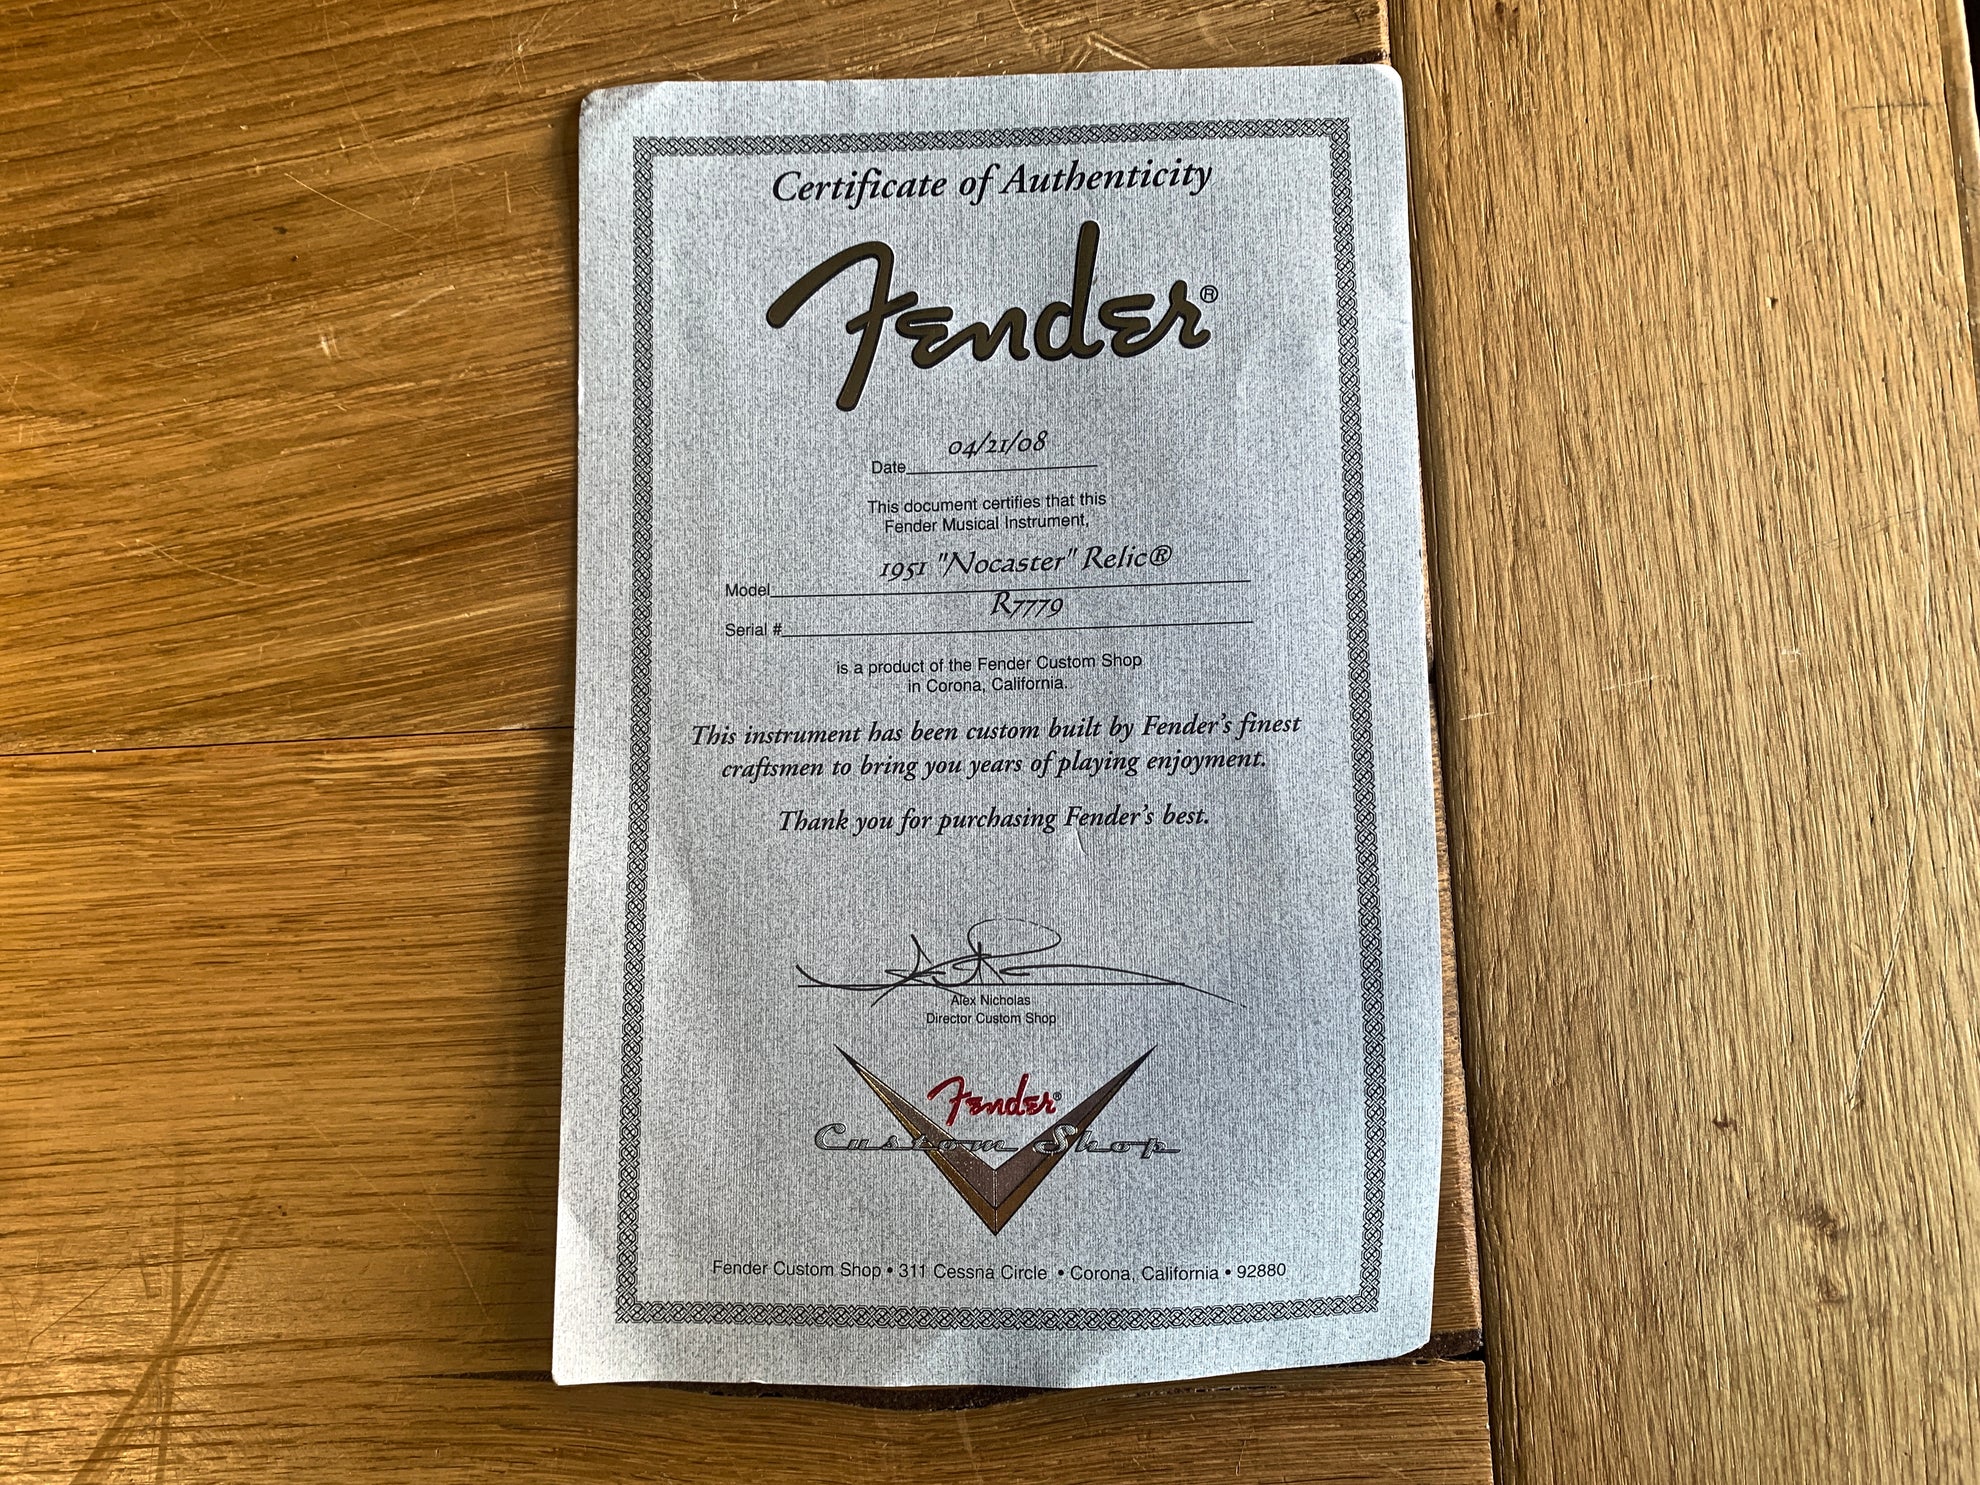 Certificate of Authenticity
Fender®
04/21/08
Date
This document certifies that this
Fender Musical Instrument,
1951 "Nocaster" Relic®
Model
R7779
Serial #
is a product of the Fender Custom Shop
in Corona, California.
This instrument has been custom built by Fender's finest
craftsmen to bring you years of playing enjoyment.
Thank you for purchasing Fender's best.
Alex Nicholas
Director Custom Shop
Fender®
Custom Shop
Fender Custom Shop • 311 Cessna Circle • Corona, California • 92880